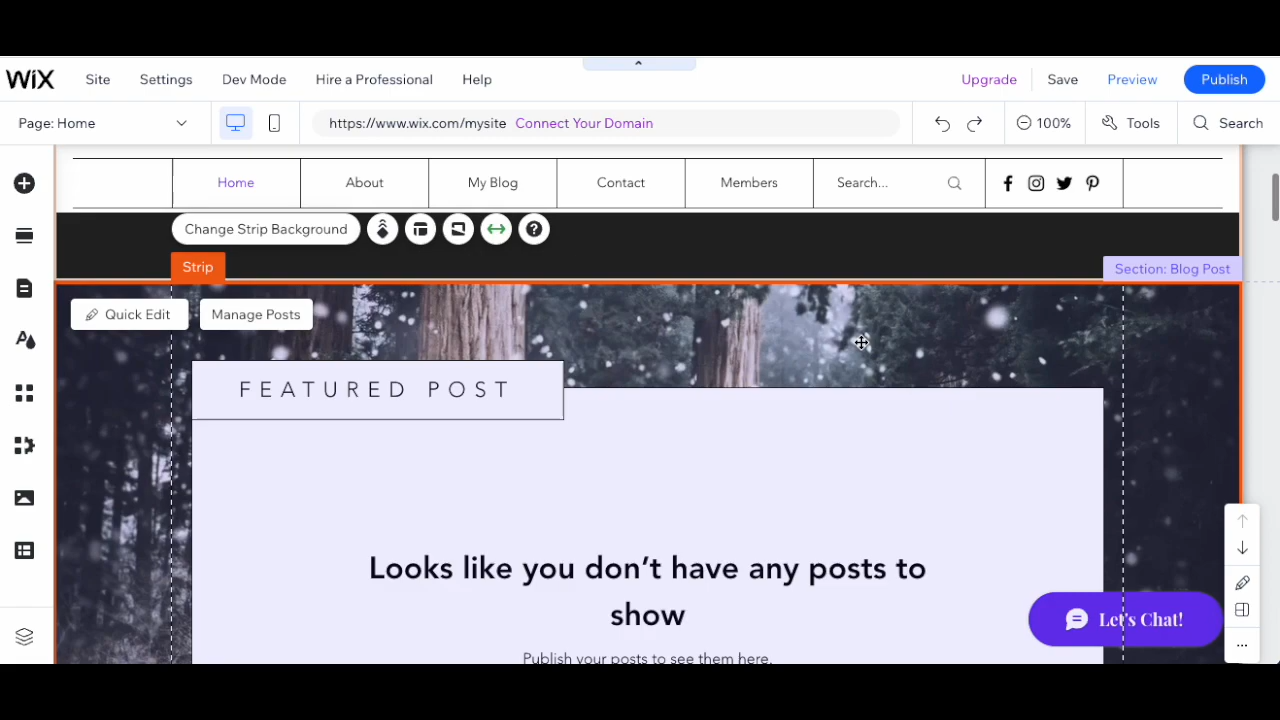 WiX Site Settings Dev Mode Hire a Professional Help Upgrade Save Preview Publish
Page: Home https://www.wix.com/mysite Connect Your Domain 100% Tools Search
Home About My Blog Contact Members Search...
Change Strip Background ?
Strip Section: Blog Post
Quick Edit Manage Posts
FEATURED POST
Looks like you don't have any posts to
show
Let's Chat!
Publish your posts to see them here.